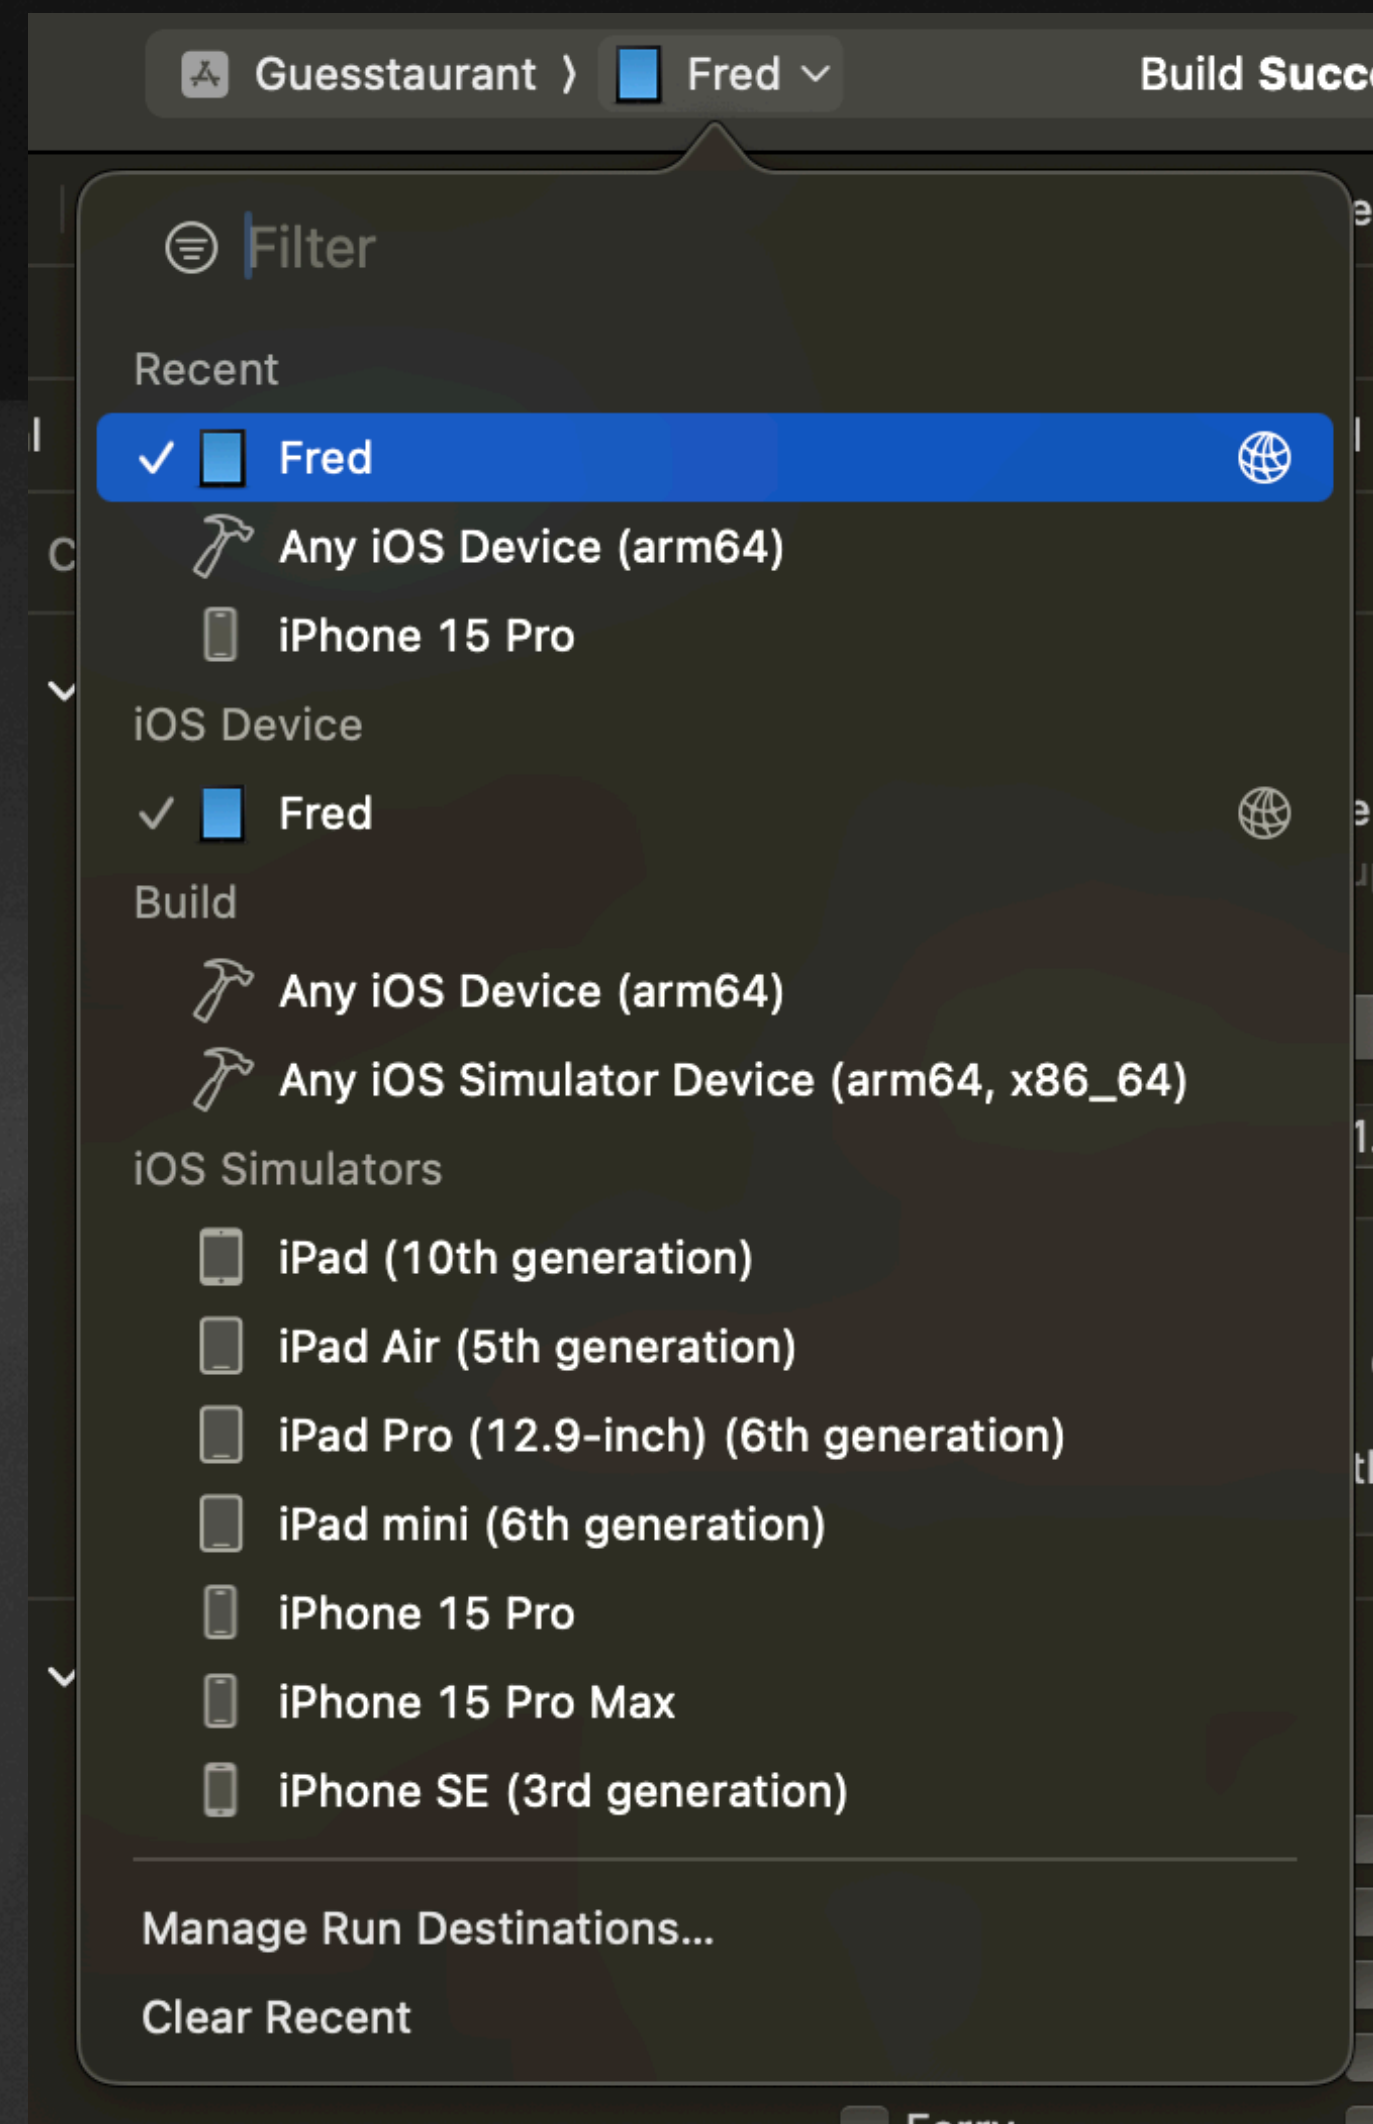 Guesstaurant ⟩ Fred
Build
Filter
Recent
Fred
Any iOS Device (arm64)
iPhone 15 Pro
iOS Device
Fred
Build
Any iOS Device (arm64)
Any iOS Simulator Device (arm64, x86_64)
iOS Simulators
iPad (10th generation)
iPad Air (5th generation)
iPad Pro (12.9-inch) (6th generation)
iPad mini (6th generation)
iPhone 15 Pro
iPhone 15 Pro Max
iPhone SE (3rd generation)
Manage Run Destinations...
Clear Recent